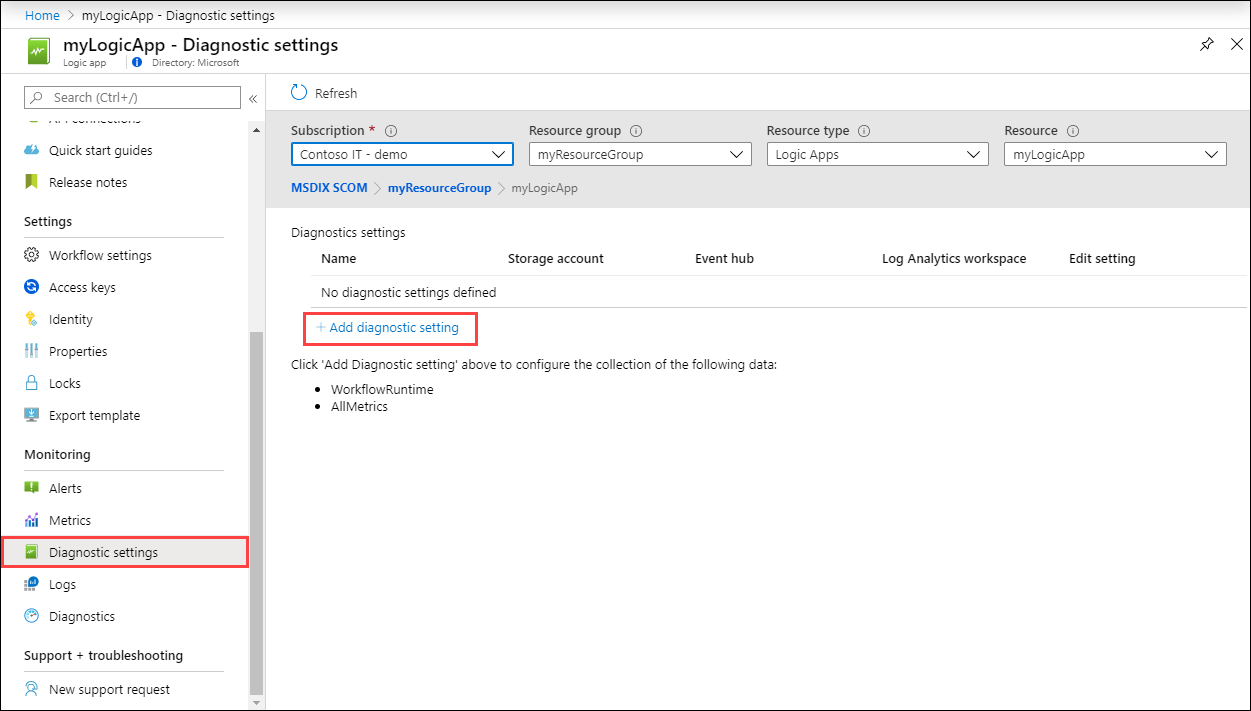 Home > myLogicApp - Diagnostic settings
myLogicApp - Diagnostic settings
Logic app
Directory: Microsoft
Search (Ctrl+/)
«
API connections
Quick start guides
Release notes
Settings
Workflow settings
Access keys
Identity
Properties
Locks
Export template
Monitoring
Alerts
Metrics
Diagnostic settings
Logs
Diagnostics
Support + troubleshooting
New support request
Refresh
Subscription * Resource group Resource type Resource
Contoso IT - demo myResourceGroup Logic Apps myLogicApp
MSDIX SCOM > myResourceGroup > myLogicApp
Diagnostics settings
Name Storage account Event hub Log Analytics workspace Edit setting
No diagnostic settings defined
+ Add diagnostic setting
Click 'Add Diagnostic setting' above to configure the collection of the following data:
• WorkflowRuntime
• AllMetrics